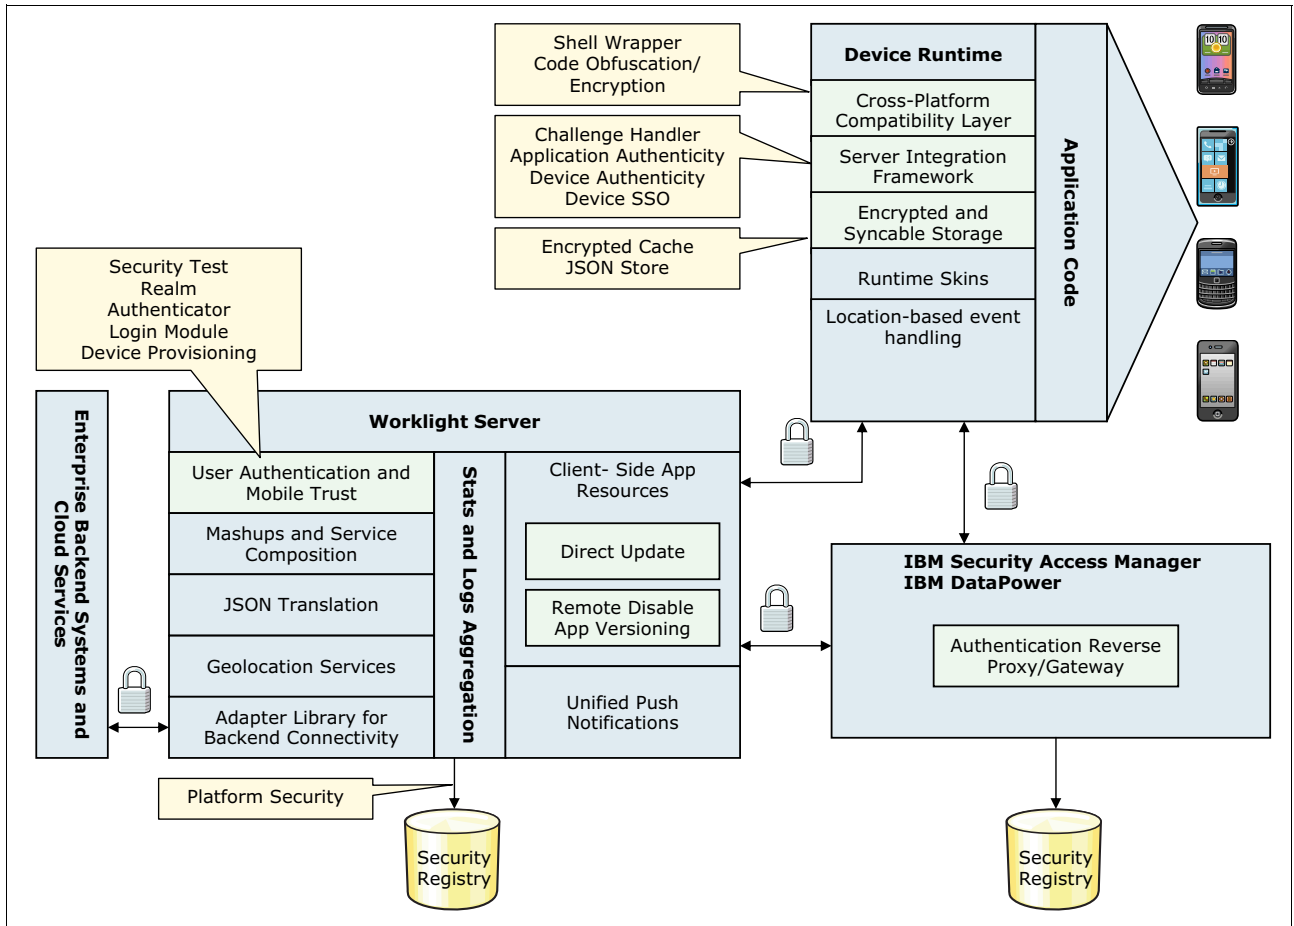 Shell Wrapper
Code Obfuscation/
Encryption
Challenge Handler
Application Authenticity
Device Authenticity
Device SSO
Encrypted Cache
JSON Store
Device Runtime
Cross-Platform
Compatibility Layer
Server Integration
Framework
Encrypted and
Syncable Storage
Runtime Skins
Location-based event
handling
Application Code
10 10
Security Test
Realm
Authenticator
Login Module
Device Provisioning
Enterprise Backend Systems and
Cloud Services
Worklight Server
User Authentication and
Mobile Trust
Mashups and Service
Composition
JSON Translation
Geolocation Services
Adapter Library for
Backend Connectivity
Stats and Logs Aggregation
Client- Side App
Resources
Direct Update
Remote Disable
App Versioning
Unified Push
Notifications
IBM Security Access Manager
IBM DataPower
Authentication Reverse
Proxy/Gateway
Platform Security
Security
Registry
Security
Registry